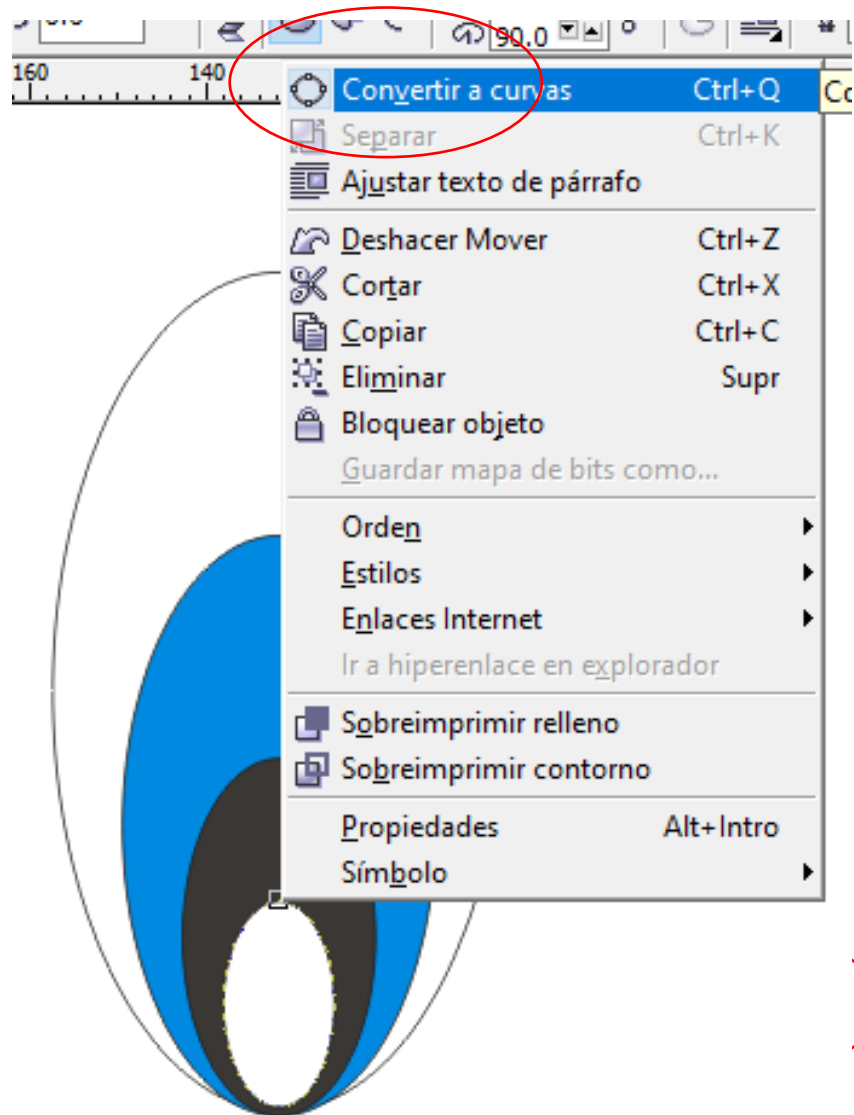 90.0
160 140
Convertir a curvas Ctrl+Q
Separar Ctrl+K
Ajustar texto de párrafo
Deshacer Mover Ctrl+Z
Cortar Ctrl+X
Copiar Ctrl+C
Eliminar Supr
Bloquear objeto
Guardar mapa de bits como...
Orden
Estilos
Enlaces Internet
Ir a hiperenlace en explorador
Sobreimprimir relleno
Sobreimprimir contorno
Propiedades Alt+Intro
Símbolo